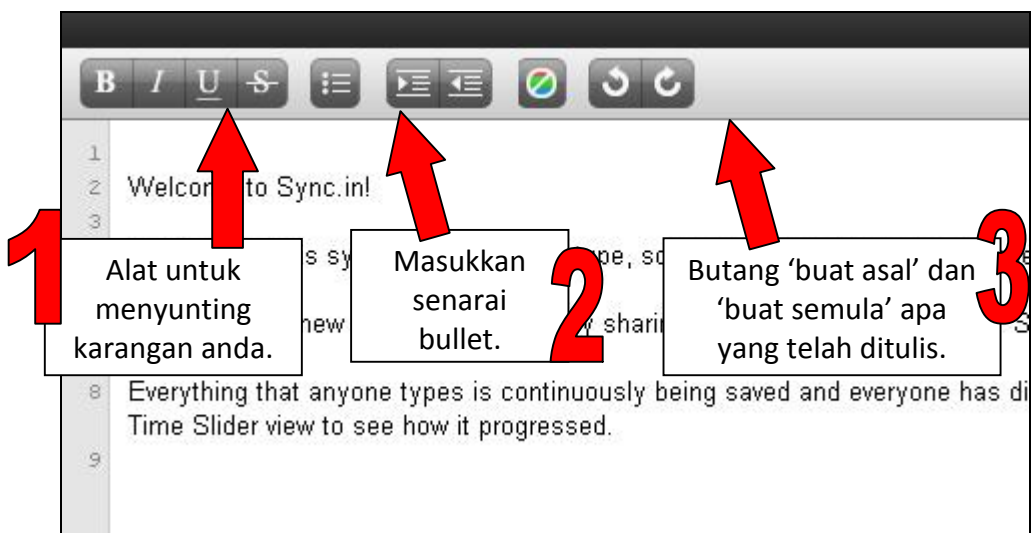 B I U S
1
2 Welcome to Sync.in!
3
1
Alat untuk
menyunting
karangan anda.
2
Masukkan
senarai
bullet.
3
Butang ‘buat asal’ dan
‘buat semula’ apa
yang telah ditulis.
8 Everything that anyone types is continuously being saved and everyone has di
Time Slider view to see how it progressed.
9